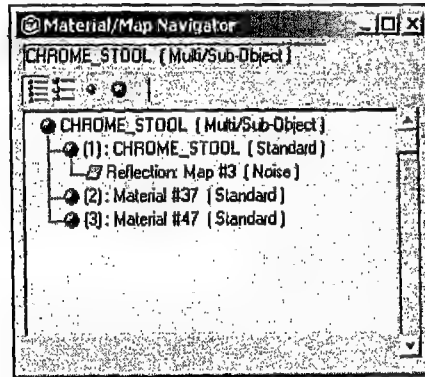 Material/Map Navigator
CHROME_STOOL ( Multi/Sub-Object )
CHROME_STOOL ( Multi/Sub-Object )
(1) : CHROME_STOOL ( Standard )
Reflection: Map #3 ( Noise )
(2) : Material #37 ( Standard )
(3) : Material #47 ( Standard )